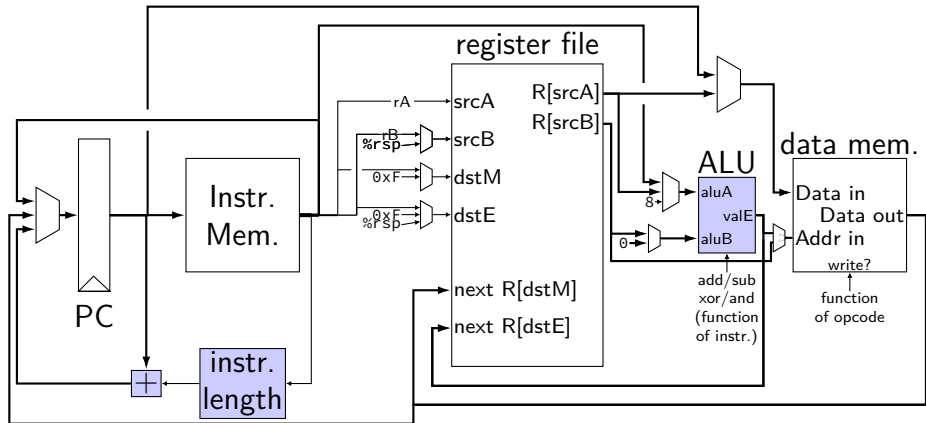 register file
rA
srcA
R[srcA]
R[srcB]
rB
%rsp
srcB
ALU
data mem.
PC
Instr.
Mem.
0xF
dstM
0xF
%rsp
dstE
8
aluA
valE
aluB
0
Data in
Data out
Addr in
write?
add/sub
xor/and
(function
of instr.)
function
of opcode
next R[dstM]
next R[dstE]
+
instr.
length